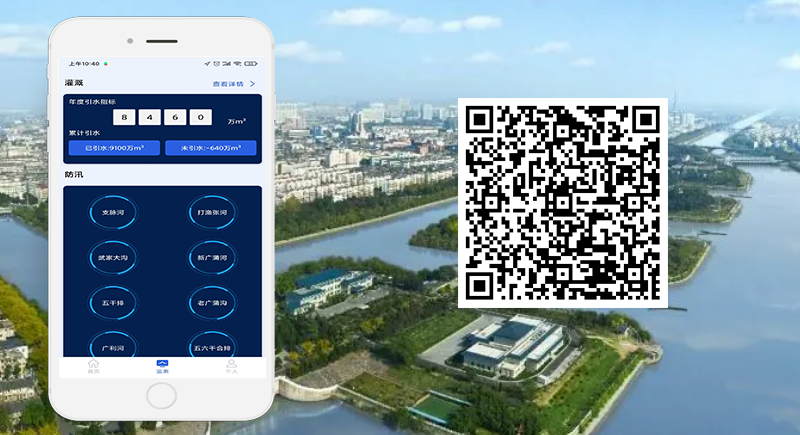 上午10:40
灌溉
查看详情
年度引水指标
8 4 6 0 万m³
累计引水
已引水:9100万m³ 未引水:-640万m³
防汛
支脉河 打渔张河
武家大沟 新广蒲河
五干排 老广蒲沟
广利河 五六干合排
首页 监测 个人